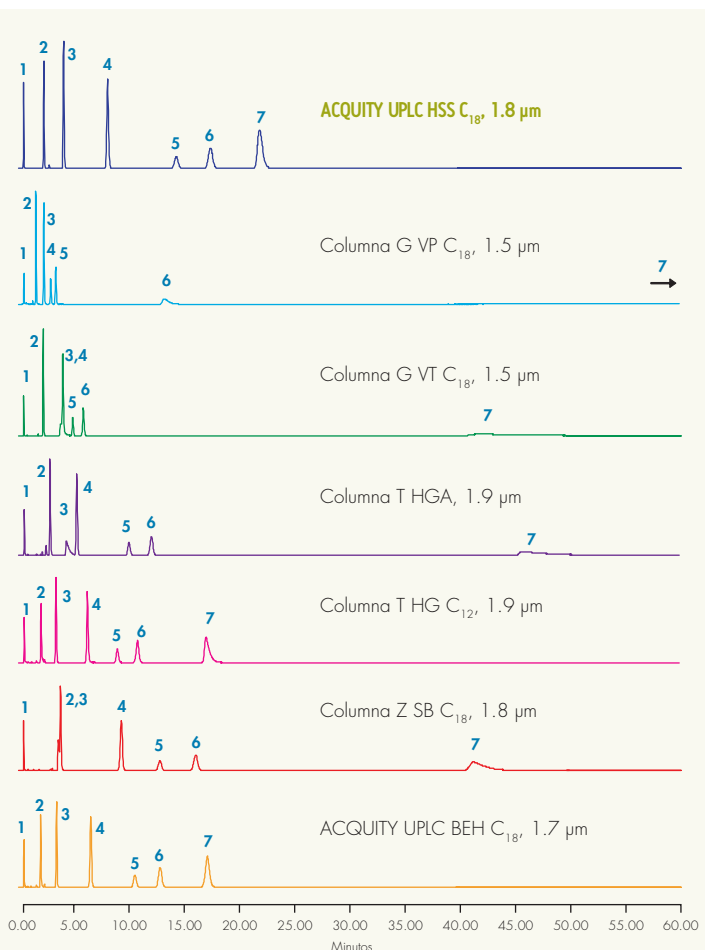 1 2 3 4 5 6 7
ACQUITY UPLC HSS C18, 1.8 µm
1 2 3 4 5 6 7
Columna G VP C18, 1.5 µm
1 2 3,4 5 6 7
Columna G VT C18, 1.5 µm
1 2 3 4 5 6 7
Columna T HGA, 1.9 µm
1 2 3 4 5 6 7
Columna T HG C12, 1.9 µm
1 2,3 4 5 6 7
Columna Z SB C18, 1.8 µm
1 2 3 4 5 6 7
ACQUITY UPLC BEH C18, 1.7 µm
0.00 5.00 10.00 15.00 20.00 25.00 30.00 35.00 40.00 45.00 50.00 55.00 60.00
Minutos